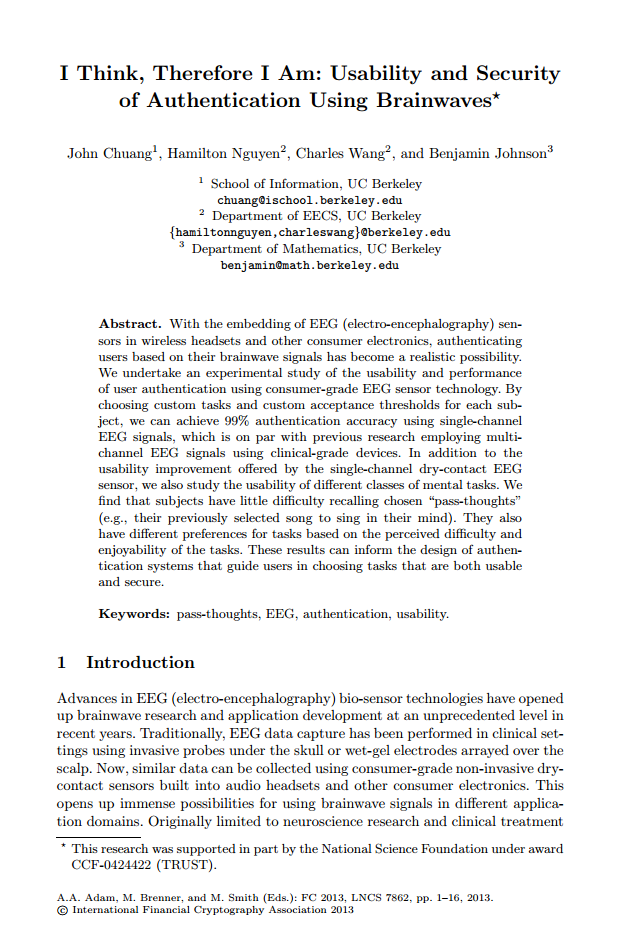 I Think, Therefore I Am: Usability and Security
of Authentication Using Brainwaves⋆
John Chuang1, Hamilton Nguyen2, Charles Wang2, and Benjamin Johnson3
1 School of Information, UC Berkeley
chuang@ischool.berkeley.edu
2 Department of EECS, UC Berkeley
{hamiltonnguyen,charleswang}@berkeley.edu
3 Department of Mathematics, UC Berkeley
benjamin@math.berkeley.edu
Abstract. With the embedding of EEG (electro-encephalography) sen-
sors in wireless headsets and other consumer electronics, authenticating
users based on their brainwave signals has become a realistic possibility.
We undertake an experimental study of the usability and performance
of user authentication using consumer-grade EEG sensor technology. By
choosing custom tasks and custom acceptance thresholds for each sub-
ject, we can achieve 99% authentication accuracy using single-channel
EEG signals, which is on par with previous research employing multi-
channel EEG signals using clinical-grade devices. In addition to the
usability improvement offered by the single-channel dry-contact EEG
sensor, we also study the usability of different classes of mental tasks. We
find that subjects have little difficulty recalling chosen “pass-thoughts”
(e.g., their previously selected song to sing in their mind). They also
have different preferences for tasks based on the perceived difficulty and
enjoyability of the tasks. These results can inform the design of authen-
tication systems that guide users in choosing tasks that are both usable
and secure.
Keywords: pass-thoughts, EEG, authentication, usability.
1 Introduction
Advances in EEG (electro-encephalography) bio-sensor technologies have opened
up brainwave research and application development at an unprecedented level in
recent years. Traditionally, EEG data capture has been performed in clinical set-
tings using invasive probes under the skull or wet-gel electrodes arrayed over the
scalp. Now, similar data can be collected using consumer-grade non-invasive dry-
contact sensors built into audio headsets and other consumer electronics. This
opens up immense possibilities for using brainwave signals in different applica-
tion domains. Originally limited to neuroscience research and clinical treatment
⋆ This research was supported in part by the National Science Foundation under award
CCF-0424422 (TRUST).
A.A. Adam, M. Brenner, and M. Smith (Eds.): FC 2013, LNCS 7862, pp. 1–16, 2013.
© International Financial Cryptography Association 2013